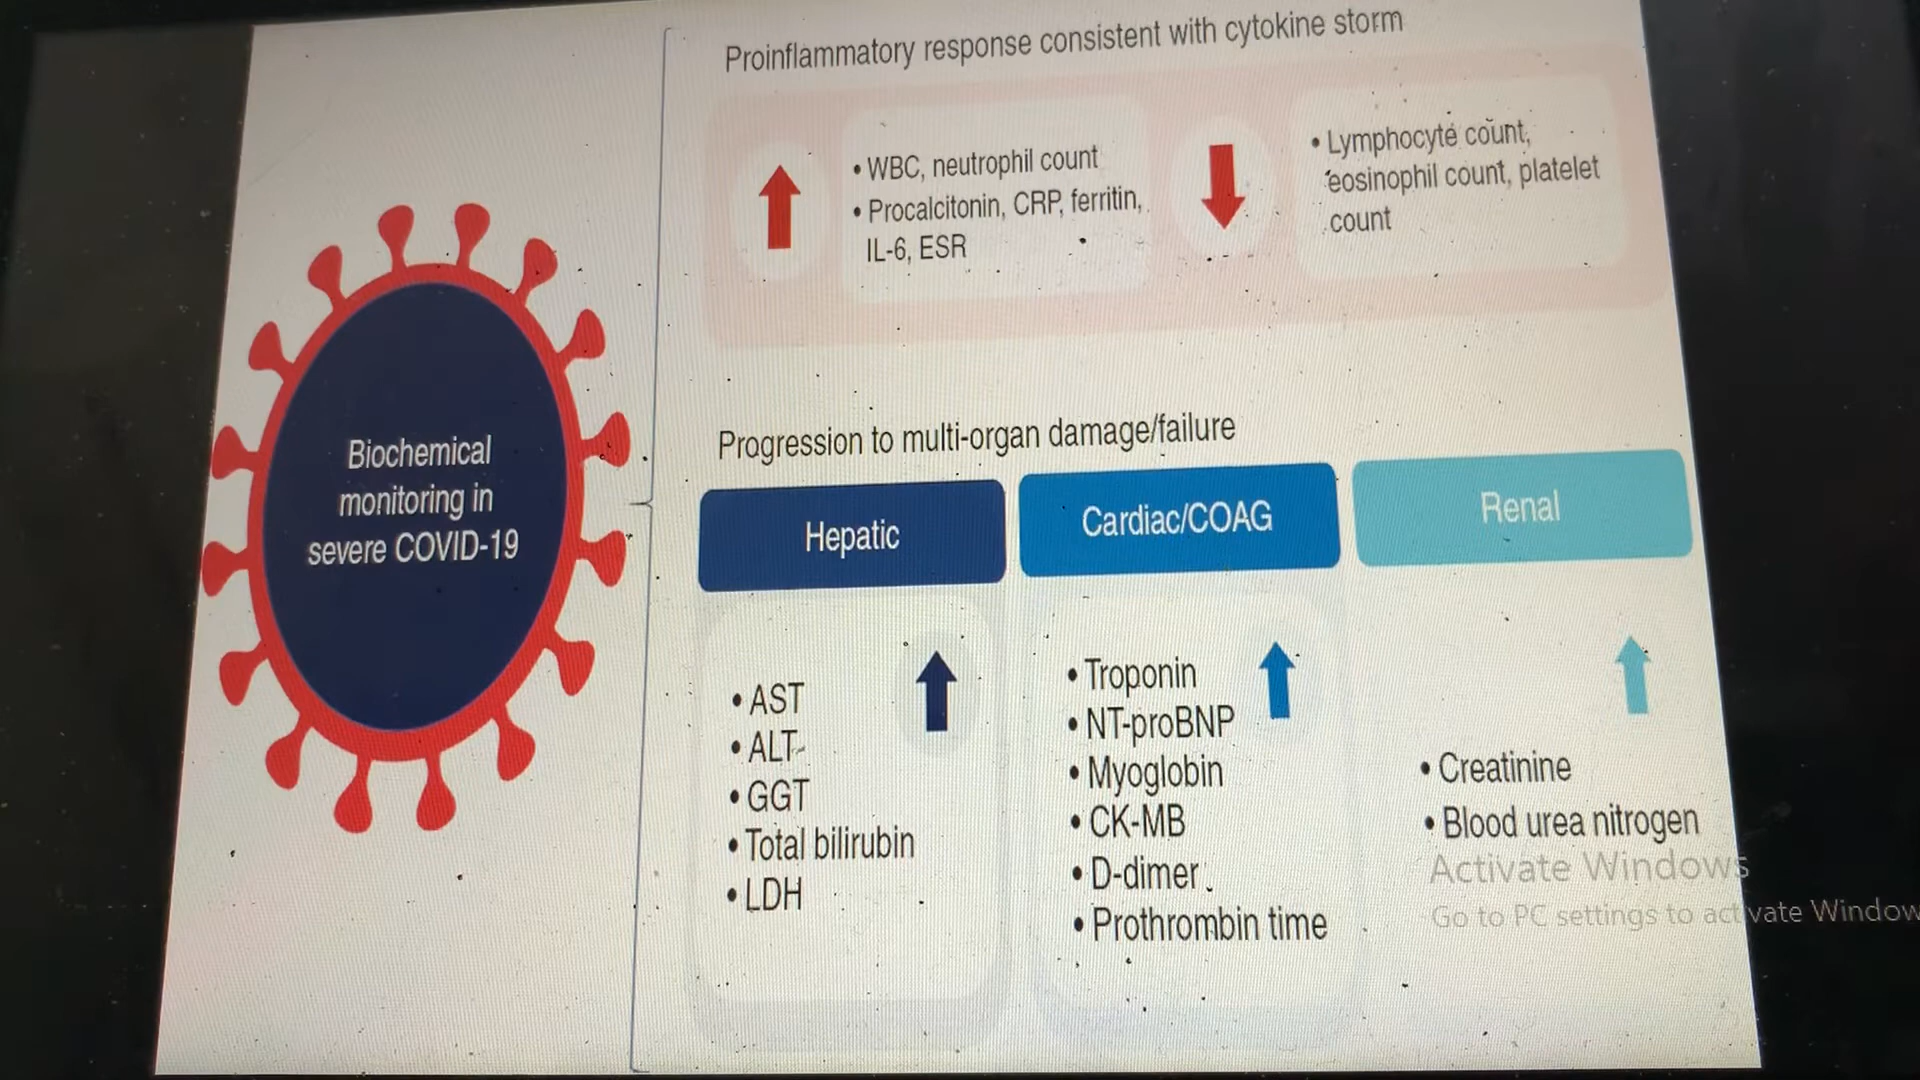 Proinflammatory response consistent with cytokine storm
• WBC, neutrophil count
• Procalcitonin, CRP, ferritin,
IL-6, ESR
• Lymphocyte count,
eosinophil count, platelet
count
Biochemical
monitoring in
severe COVID-19
Progression to multi-organ damage/failure
Hepatic
• AST
• ALT
• GGT
• Total bilirubin
• LDH
Cardiac/COAG
• Troponin
• NT-proBNP
• Myoglobin
• CK-MB
• D-dimer
• Prothrombin time
Renal
• Creatinine
• Blood urea nitrogen
Activate Windows
Go to PC settings to activate Window